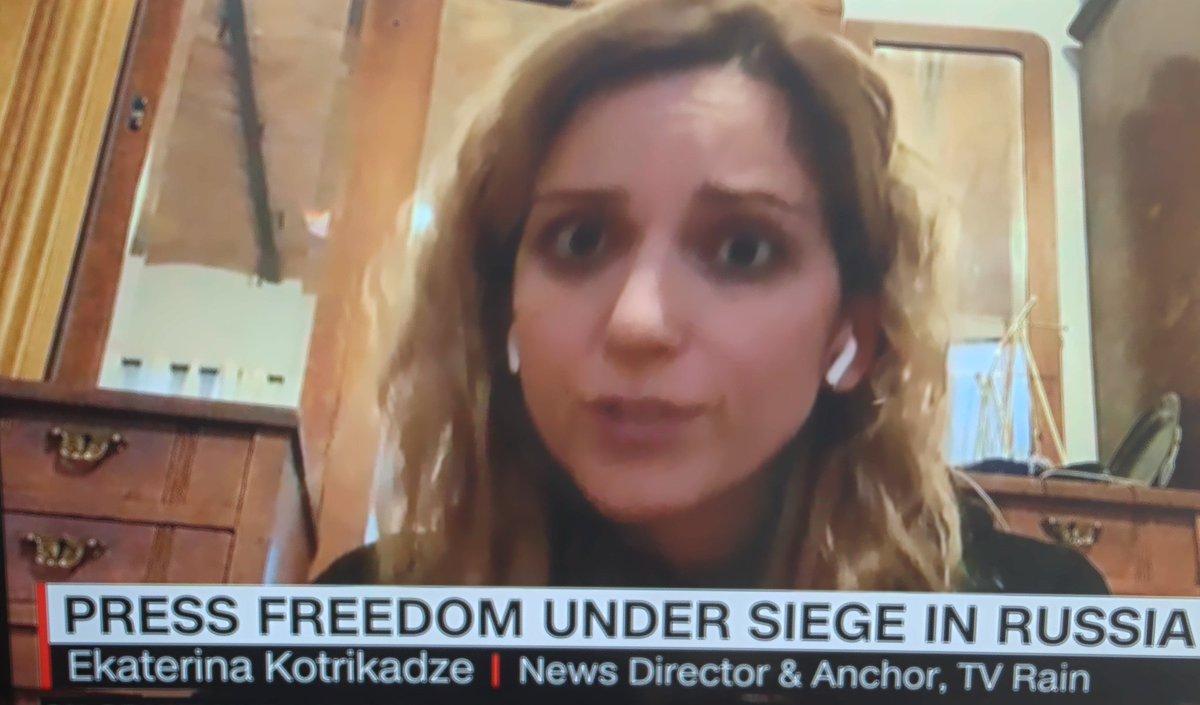 PRESS FREEDOM UNDER SIEGE IN RUSSIA
Ekaterina Kotrikadze | News Director & Anchor, TV Rain